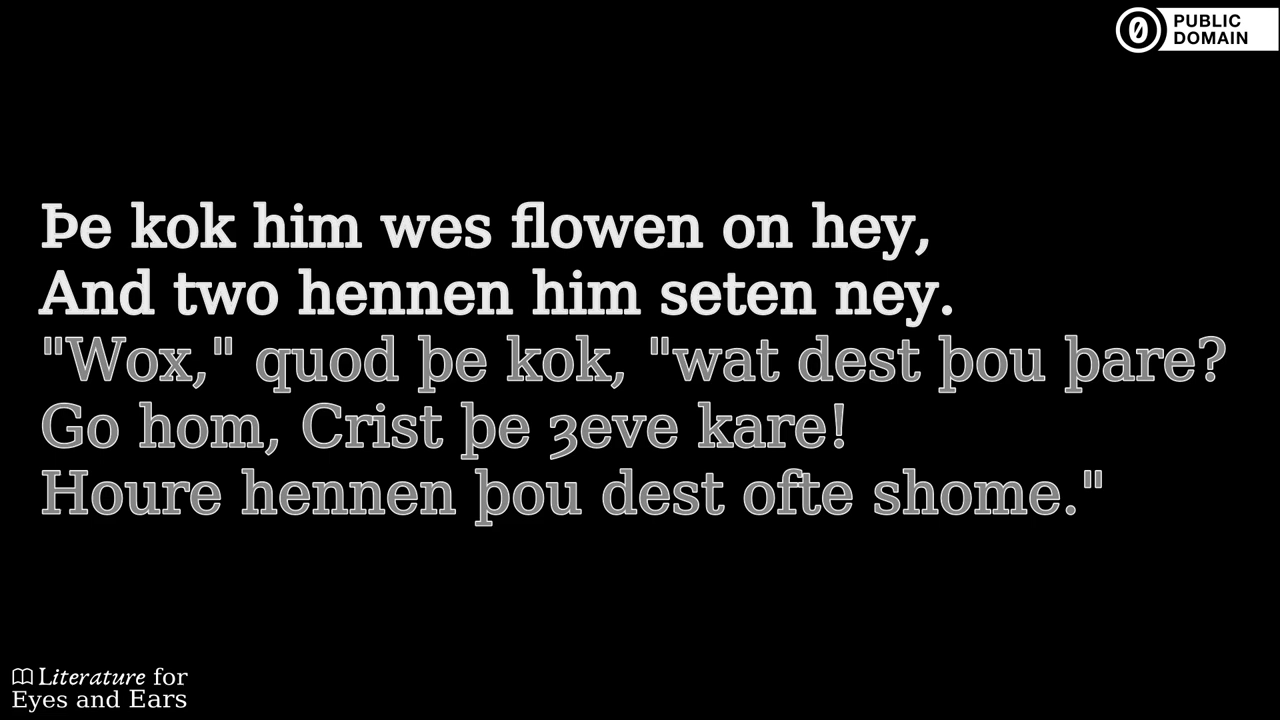 PUBLIC
DOMAIN
Þe kok him wes flowen on hey,
And two hennen him seten ney.
"Wox," quod þe kok, "wat dest þou þare?
Go hom, Crist þe ȝeve kare!
Houre hennen þou dest ofte shome."
Literature for
Eyes and Ears